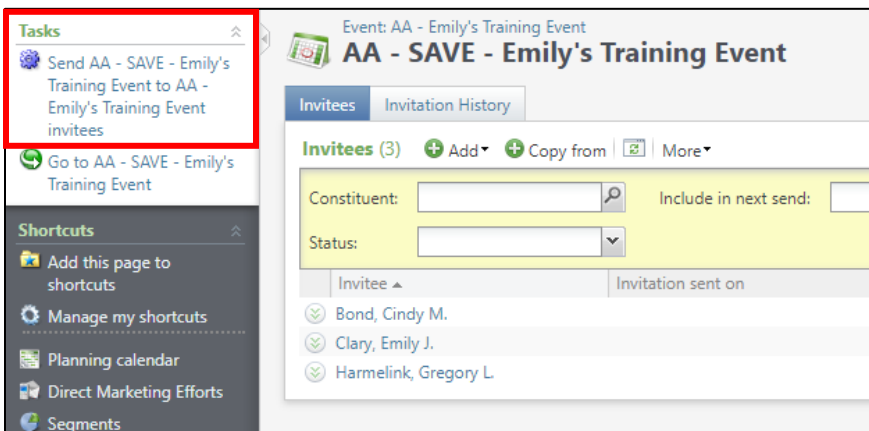 Tasks
Send AA - SAVE - Emily's
Training Event to AA -
Emily's Training Event
invitees
Go to AA - SAVE - Emily's
Training Event
Shortcuts
Add this page to
shortcuts
Manage my shortcuts
Planning calendar
Direct Marketing Efforts
Segments
Event: AA - Emily's Training Event
AA - SAVE - Emily's Training Event
Invitees Invitation History
Invitees (3) Add Copy from More
Constituent: Include in next send:
Status:
Invitee Invitation sent on
Bond, Cindy M.
Clary, Emily J.
Harmelink, Gregory L.